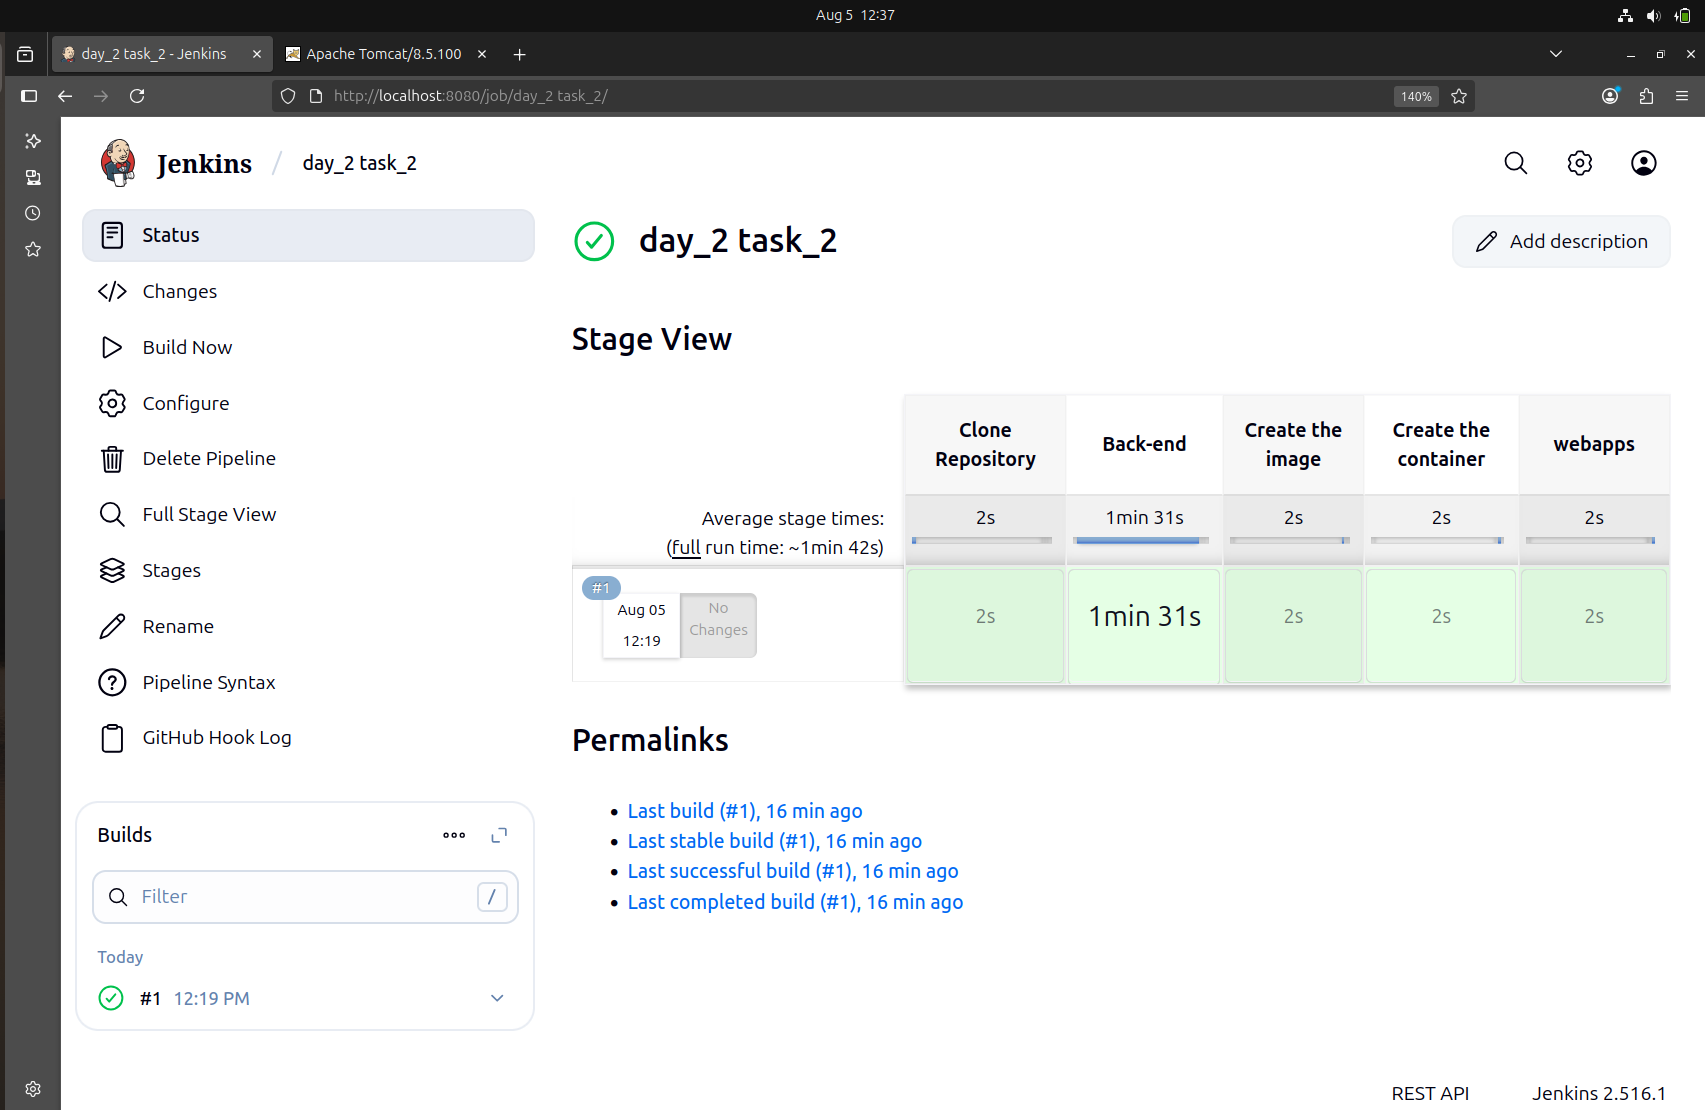 Aug 5 12:37
day_2 task_2 - Jenkins
Apache Tomcat/8.5.100
http://localhost:8080/job/day_2 task_2/
140%
Jenkins / day_2 task_2
Status
Changes
Build Now
Configure
Delete Pipeline
Full Stage View
Stages
Rename
Pipeline Syntax
GitHub Hook Log
Builds
Filter
/
Today
#1 12:19 PM
day_2 task_2
Add description
Stage View
Clone Repository
Back-end
Create the image
Create the container
webapps
Average stage times:
(full run time: ~1min 42s)
2s
1min 31s
2s
2s
2s
#1
Aug 05
12:19
No
Changes
2s
1min 31s
2s
2s
2s
Permalinks
Last build (#1), 16 min ago
Last stable build (#1), 16 min ago
Last successful build (#1), 16 min ago
Last completed build (#1), 16 min ago
REST API
Jenkins 2.516.1